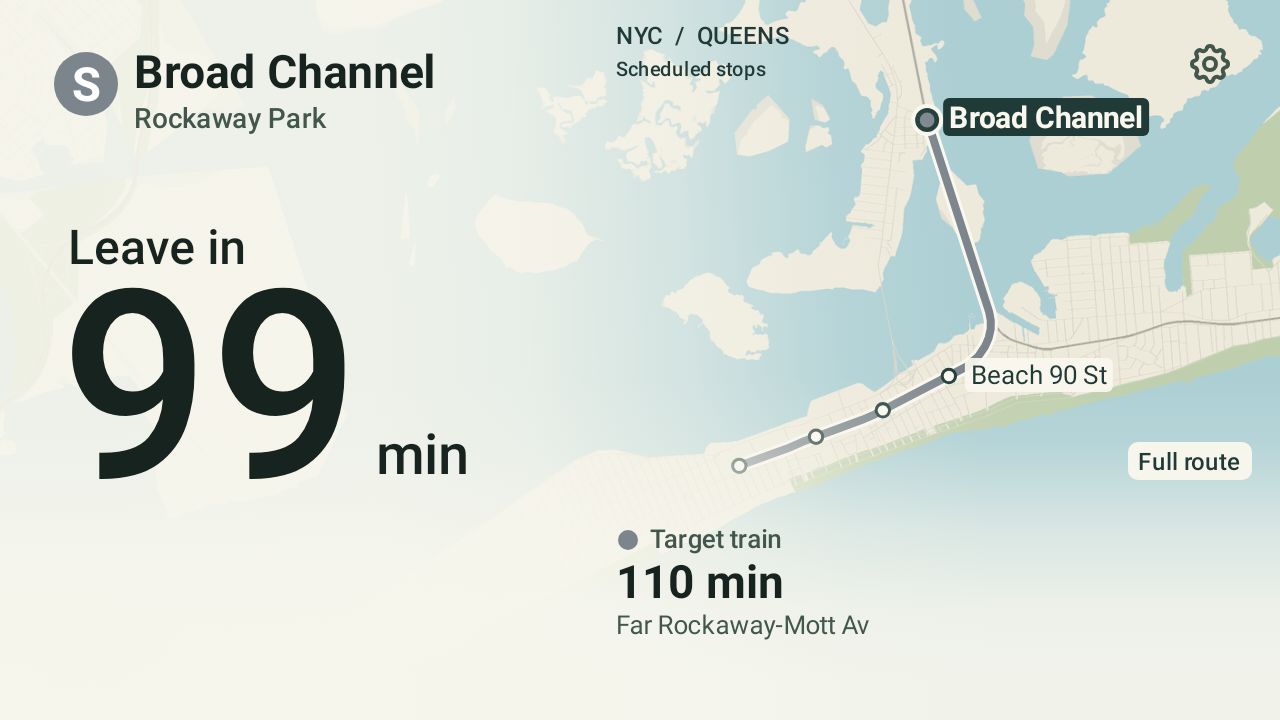 S
Broad Channel
Rockaway Park
Leave in
99 min
NYC / QUEENS
Scheduled stops
Broad Channel
Beach 90 St
Full route
Target train
110 min
Far Rockaway-Mott Av